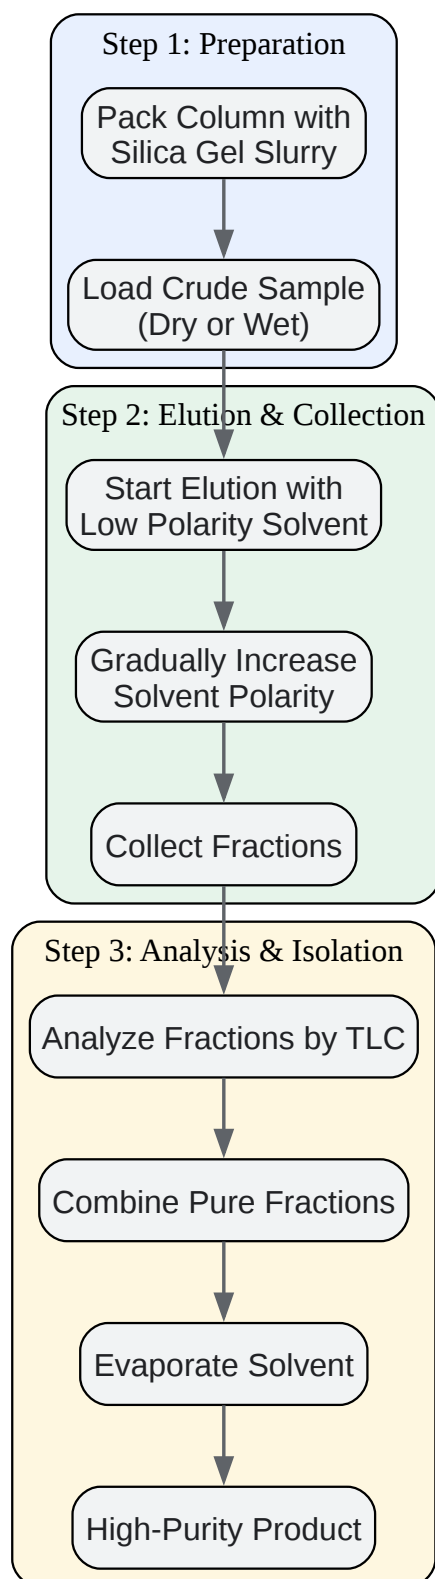 Step 1: Preparation
Pack Column with
Silica Gel Slurry
Load Crude Sample
(Dry or Wet)
Step 2: Elution & Collection
Start Elution with
Low Polarity Solvent
Gradually Increase
Solvent Polarity
Collect Fractions
Step 3: Analysis & Isolation
Analyze Fractions by TLC
Combine Pure Fractions
Evaporate Solvent
High-Purity Product